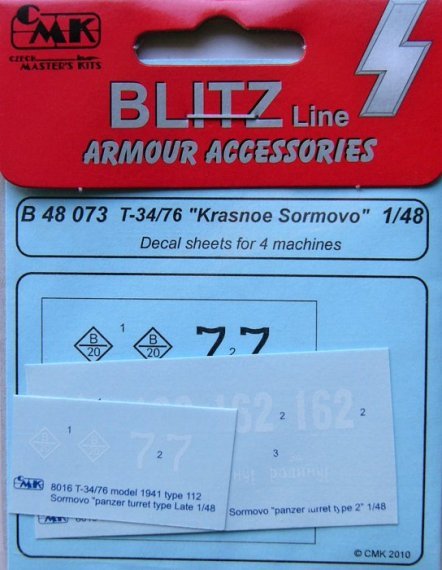 CMK
CZECH
MASTER'S KITS
BLITZ Line
ARMOUR ACCESSORIES
B 48 073 T-34/76 "Krasnoe Sormovo" 1/48
Decal sheets for 4 machines
B
20
1
B
20
7 2 7
162 162
2
2
3
1
77
2
CMK
8016 T-34/76 model 1941 type 112
Sormovo "panzer turret type Late 1/48
Sormovo "panzer turret type 2" 1/48
© CMK 2010